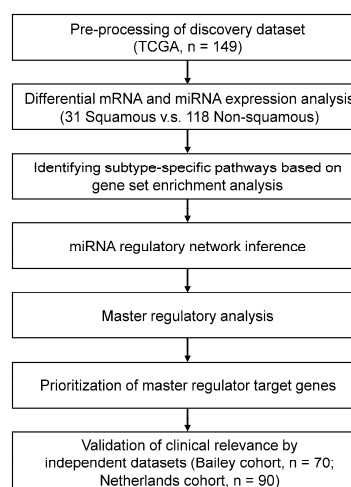 Pre-processing of discovery dataset
(TCGA, n = 149)
Differential mRNA and miRNA expression analysis
(31 Squamous v.s. 118 Non-squamous)
Identifying subtype-specific pathways based on
gene set enrichment analysis
miRNA regulatory network inference
Master regulatory analysis
Prioritization of master regulator target genes
Validation of clinical relevance by
independent datasets (Bailey cohort, n = 70;
Netherlands cohort, n = 90)